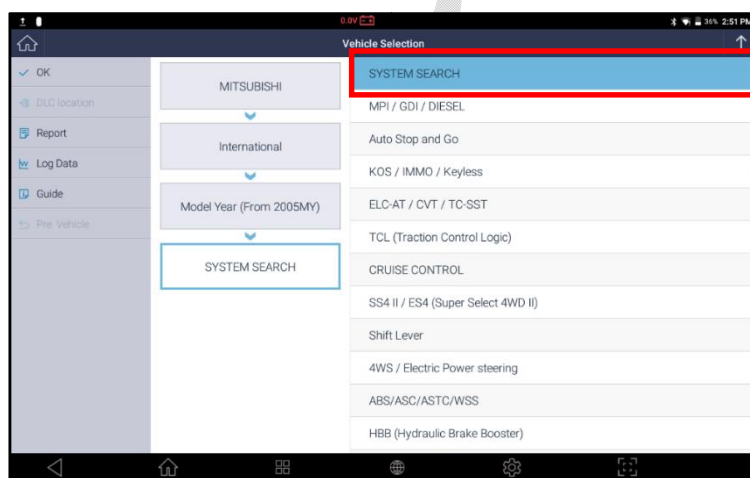 0.0V
36% 2:51 PM
Vehicle Selection
OK
DLC location
Report
Log Data
Guide
Pre Vehicle
MITSUBISHI
International
Model Year (From 2005MY)
SYSTEM SEARCH
SYSTEM SEARCH
MPI / GDI / DIESEL
Auto Stop and Go
KOS / IMMO / Keyless
ELC-AT / CVT / TC-SST
TCL (Traction Control Logic)
CRUISE CONTROL
SS4 II / ES4 (Super Select 4WD II)
Shift Lever
4WS / Electric Power steering
ABS/ASC/ASTC/WSS
HBB (Hydraulic Brake Booster)